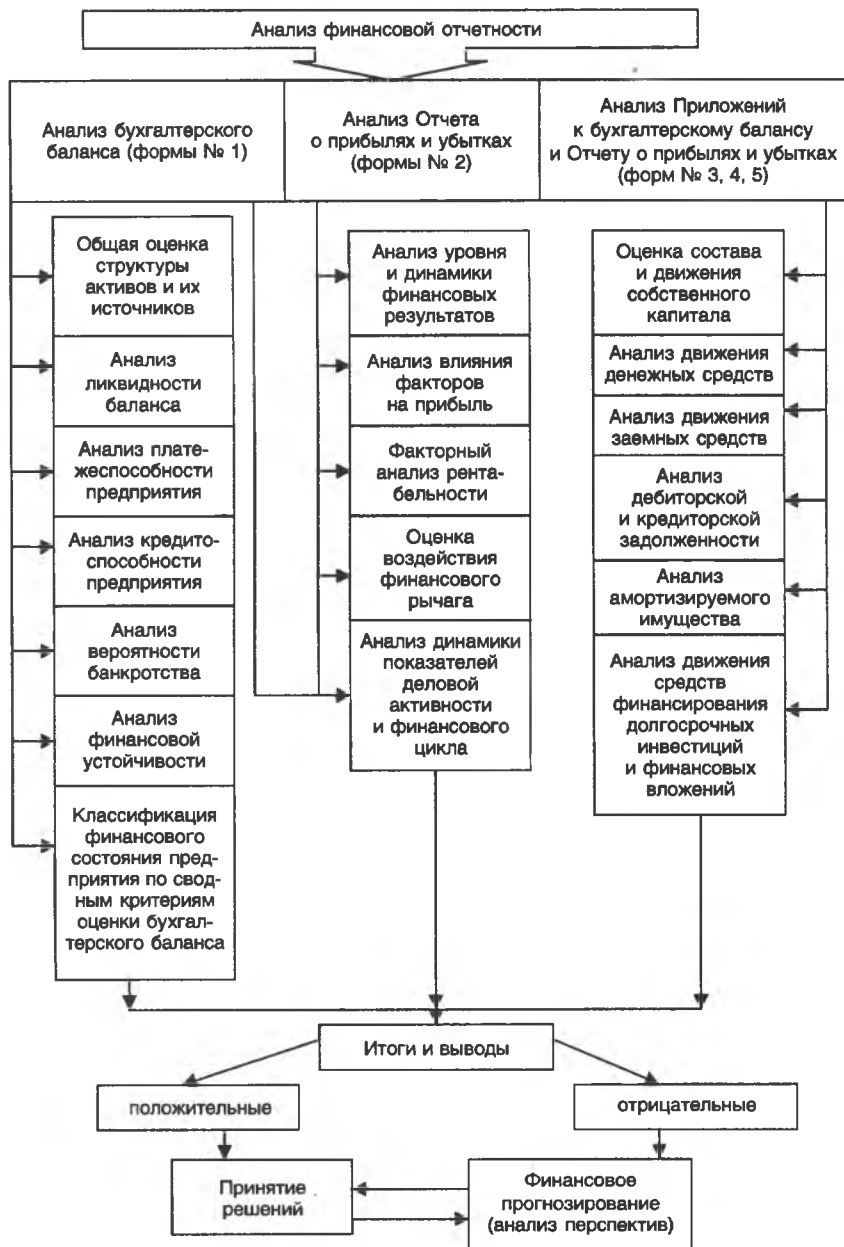 Анализ финансовой отчетности
Анализ бухгалтерского
баланса (формы № 1)
Анализ Отчета
о прибылях и убытках
(формы № 2)
Анализ Приложений
к бухгалтерскому балансу
и Отчету о прибылях и убытках
(форм № 3, 4, 5)
Общая оценка
структуры
активов и их
источников
Анализ
ликвидности
баланса
Анализ плате-
жеспособности
предприятия
Анализ кредито-
способности
предприятия
Анализ
вероятности
банкротства
Анализ
финансовой
устойчивости
Классификация
финансового
состояния пред-
приятия по свод-
ным критериям
оценки бухгал-
терского баланса
Анализ уровня
и динамики
финансовых
результатов
Анализ влияния
факторов
на прибыль
Факторный
анализ рента-
бельности
Оценка
воздействия
финансового
рычага
Анализ динамики
показателей
деловой
активности
и финансового
цикла
Оценка состава
и движения
собственного
капитала
Анализ движения
денежных средств
Анализ движения
заемных средств
Анализ
дебиторской
и кредиторской
задолженности
Анализ
амортизируемого
имущества
Анализ движения
средств
финансирования
долгосрочных
инвестиций
и финансовых
вложений
Итоги и выводы
положительные
отрицательные
Принятие
решений
Финансовое
прогнозирование
(анализ перспектив)